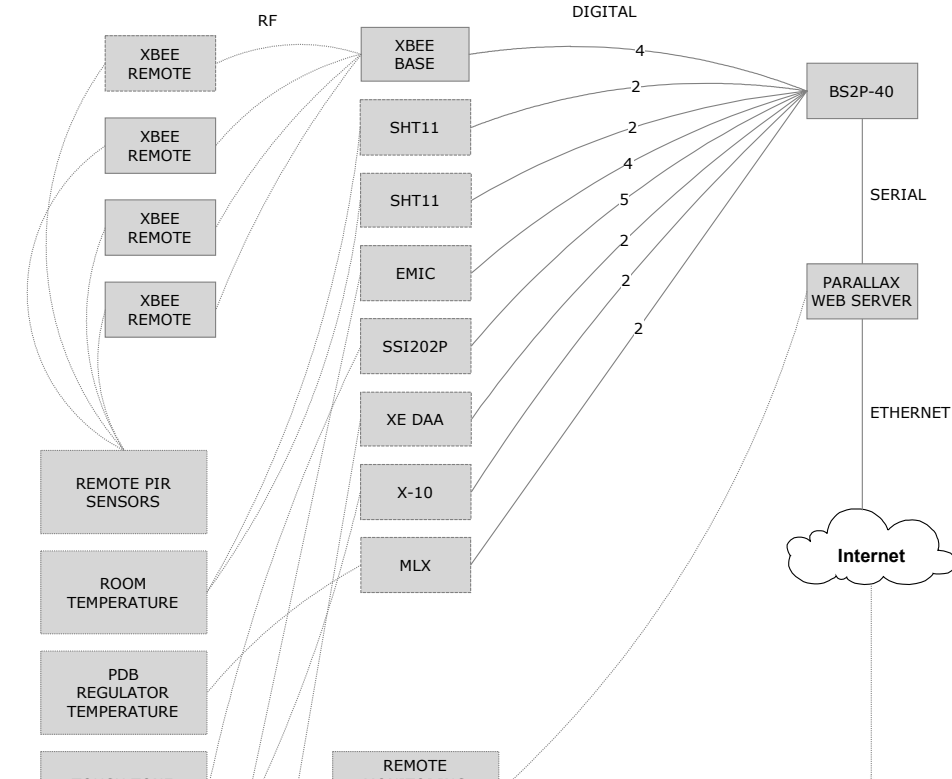 RF
DIGITAL
XBEE
REMOTE
XBEE
REMOTE
XBEE
REMOTE
XBEE
REMOTE
XBEE
BASE
SHT11
SHT11
EMIC
SSI202P
XE DAA
X-10
MLX
4
2
2
4
5
2
2
2
BS2P-40
SERIAL
PARALLAX
WEB SERVER
ETHERNET
Internet
REMOTE PIR
SENSORS
ROOM
TEMPERATURE
PDB
REGULATOR
TEMPERATURE
REMOTE